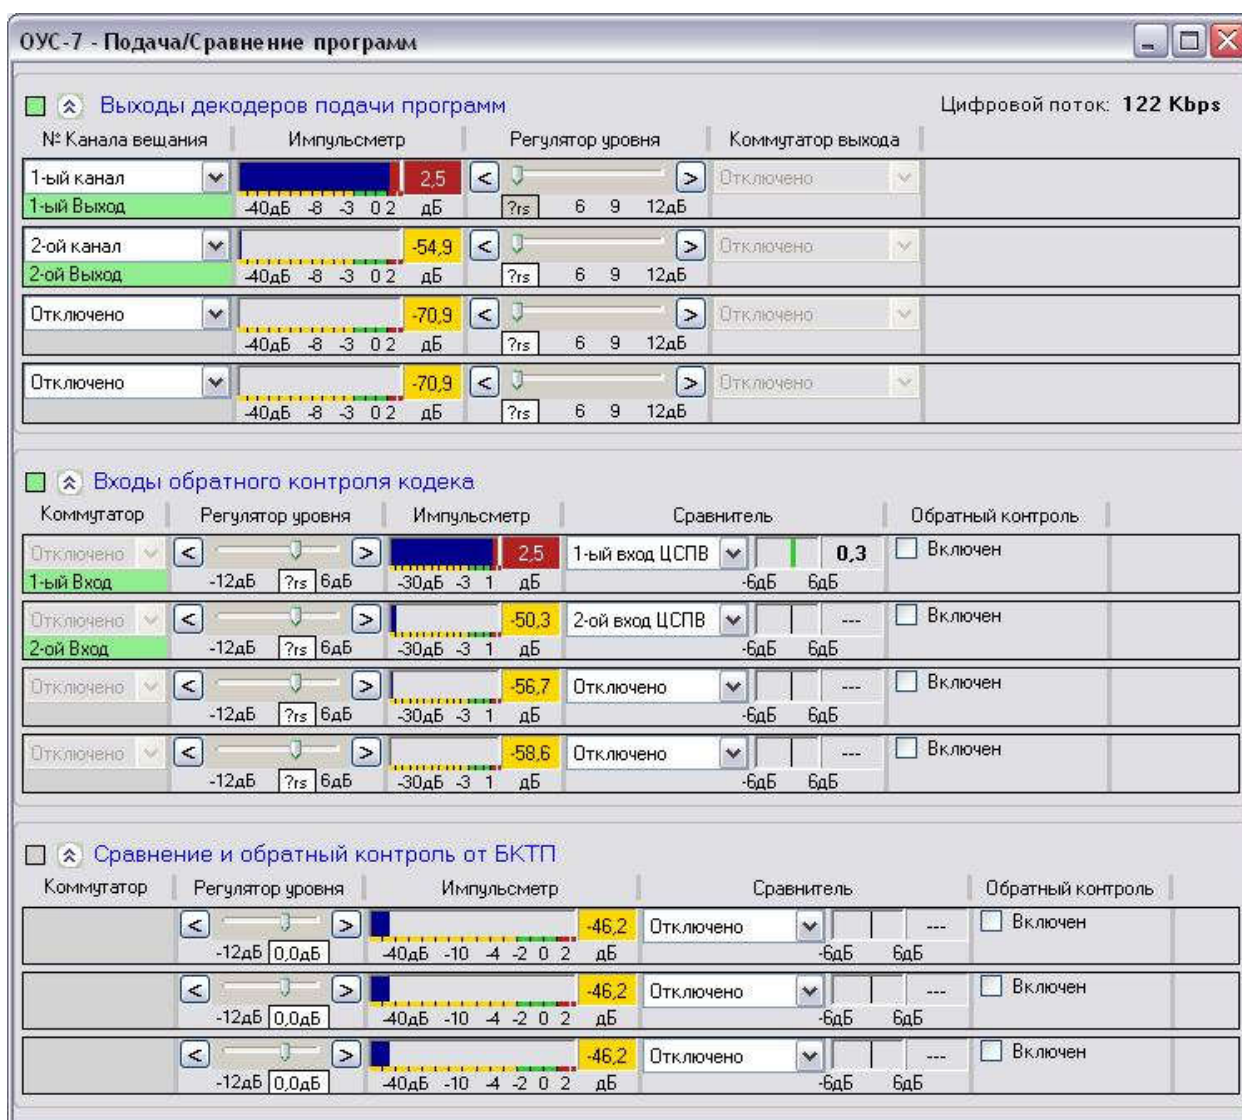 ОУС-7 - Подача/Сравнение программ
Выходы декодеров подачи программ Цифровой поток: 122 Kbps
№ Канала вещания Импульсметр Регулятор уровня Коммутатор выхода
1-ый канал 2,5 < > Отключено
1-ый Выход -40дБ -8 -3 0 2 дБ ?rs 6 9 12дБ
2-ой канал -54,9 < > Отключено
2-ой Выход -40дБ -8 -3 0 2 дБ ?rs 6 9 12дБ
Отключено -70,9 < > Отключено
-40дБ -8 -3 0 2 дБ ?rs 6 9 12дБ
Отключено -70,9 < > Отключено
-40дБ -8 -3 0 2 дБ ?rs 6 9 12дБ
Входы обратного контроля кодека
Коммутатор Регулятор уровня Импульсметр Сравнитель Обратный контроль
Отключено < > 2,5 1-ый вход ЦСПВ 0,3 Включен
1-ый Вход -12дБ ?rs 6дБ -30дБ -3 1 дБ -6дБ 6дБ
Отключено < > -50,3 2-ой вход ЦСПВ --- Включен
2-ой Вход -12дБ ?rs 6дБ -30дБ -3 1 дБ -6дБ 6дБ
Отключено < > -56,7 Отключено --- Включен
-12дБ ?rs 6дБ -30дБ -3 1 дБ -6дБ 6дБ
Отключено < > -58,6 Отключено --- Включен
-12дБ ?rs 6дБ -30дБ -3 1 дБ -6дБ 6дБ
Сравнение и обратный контроль от БКТП
Коммутатор Регулятор уровня Импульсметр Сравнитель Обратный контроль
< > -46,2 Отключено --- Включен
-12дБ 0,0дБ -40дБ -10 -4 -2 0 2 дБ -6дБ 6дБ
< > -46,2 Отключено --- Включен
-12дБ 0,0дБ -40дБ -10 -4 -2 0 2 дБ -6дБ 6дБ
< > -46,2 Отключено --- Включен
-12дБ 0,0дБ -40дБ -10 -4 -2 0 2 дБ -6дБ 6дБ